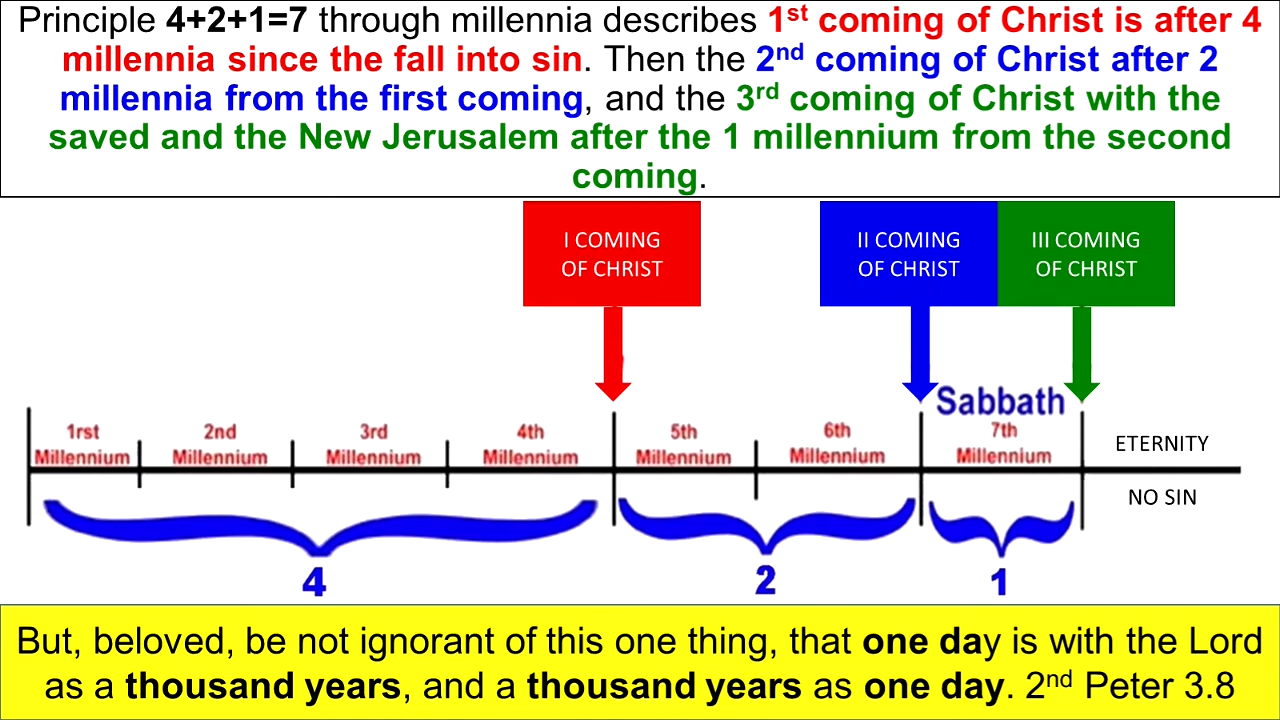 Principle 4+2+1=7 through millennia describes 1st coming of Christ is after 4
millennia since the fall into sin. Then the 2nd coming of Christ after 2
millennia from the first coming, and the 3rd coming of Christ with the
saved and the New Jerusalem after the 1 millennium from the second
coming.
I COMING
OF CHRIST
II COMING
OF CHRIST
III COMING
OF CHRIST
Sabbath
1rst
Millennium
2nd
Millennium
3rd
Millennium
4th
Millennium
5th
Millennium
6th
Millennium
7th
Millennium
ETERNITY
NO SIN
4
2
1
But, beloved, be not ignorant of this one thing, that one day is with the Lord
as a thousand years, and a thousand years as one day. 2nd Peter 3.8